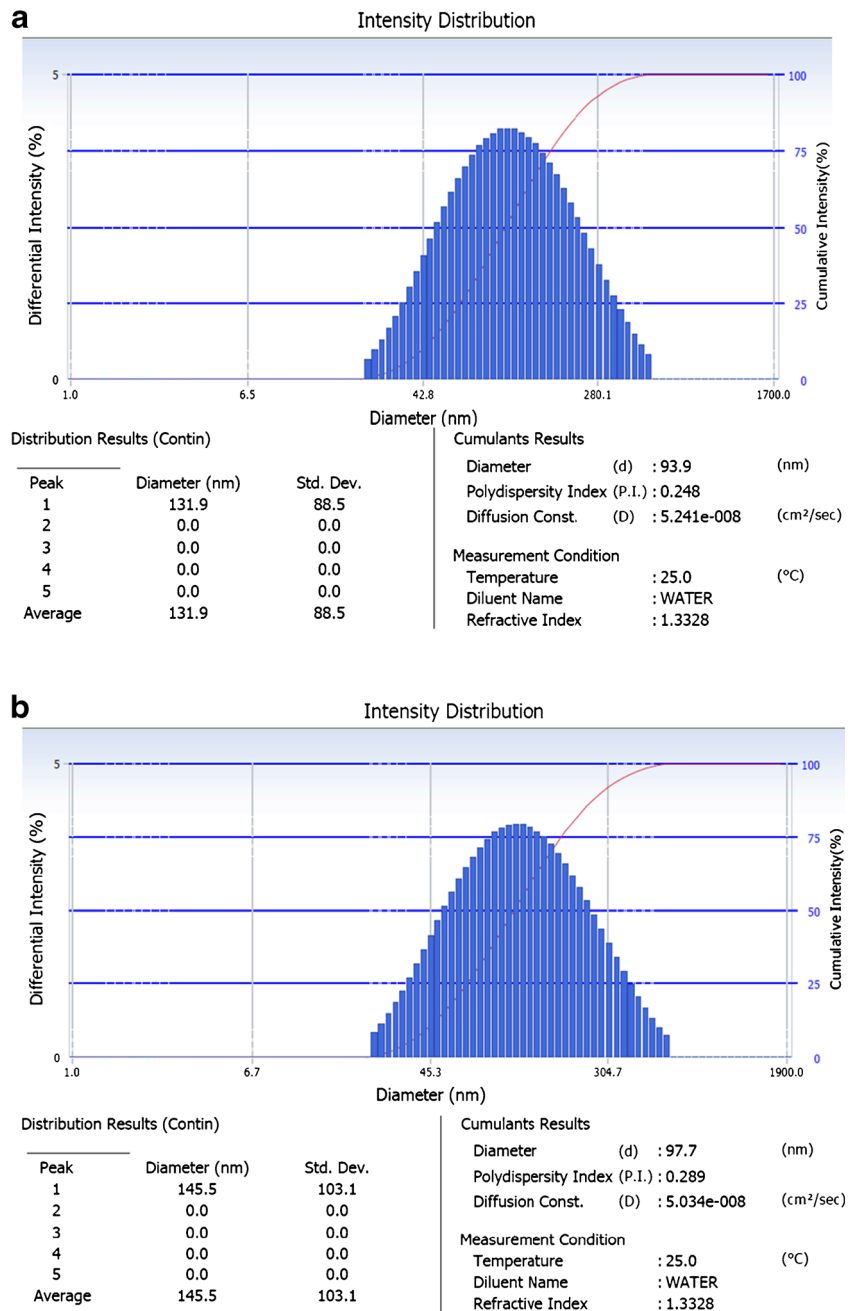 a
Intensity Distribution
5
100
75
50
25
0
0
Differential Intensity (%)
Cumulative Intensity(%)
1.0 6.5 42.8 280.1 1700.0
Diameter (nm)
Distribution Results (Contin)
Peak Diameter (nm) Std. Dev.
1 131.9 88.5
2 0.0 0.0
3 0.0 0.0
4 0.0 0.0
5 0.0 0.0
Average 131.9 88.5
Cumulants Results
Diameter (d) : 93.9 (nm)
Polydispersity Index (P.I.) : 0.248
Diffusion Const. (D) : 5.241e-008 (cm²/sec)
Measurement Condition
Temperature : 25.0 (°C)
Diluent Name : WATER
Refractive Index : 1.3328
b
Intensity Distribution
5
100
75
50
25
0
0
Differential Intensity (%)
Cumulative Intensity(%)
1.0 6.7 45.3 304.7 1900.0
Diameter (nm)
Distribution Results (Contin)
Peak Diameter (nm) Std. Dev.
1 145.5 103.1
2 0.0 0.0
3 0.0 0.0
4 0.0 0.0
5 0.0 0.0
Average 145.5 103.1
Cumulants Results
Diameter (d) : 97.7 (nm)
Polydispersity Index (P.I.) : 0.289
Diffusion Const. (D) : 5.034e-008 (cm²/sec)
Measurement Condition
Temperature : 25.0 (°C)
Diluent Name : WATER
Refractive Index : 1.3328